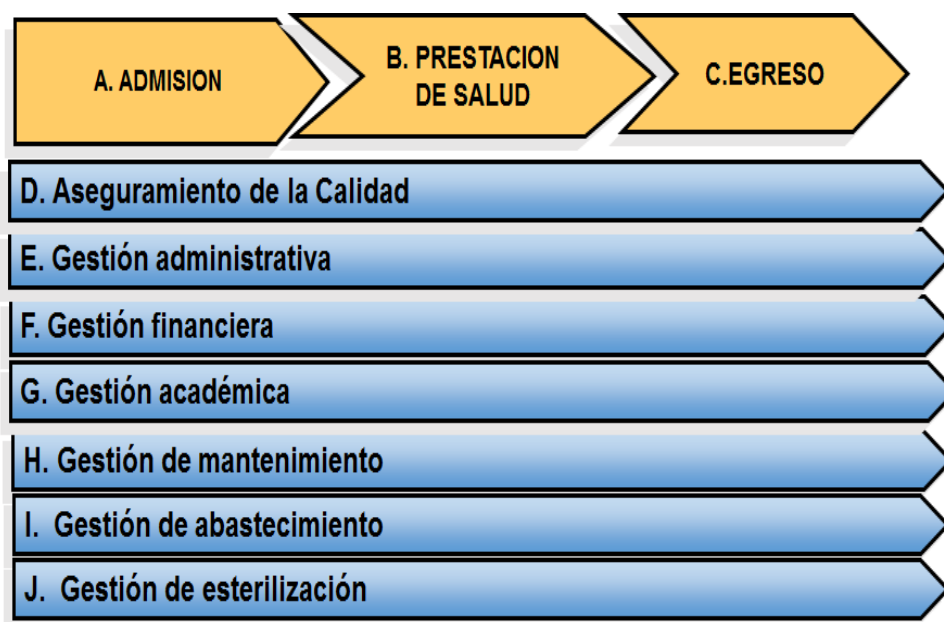 A. ADMISION
B. PRESTACION
DE SALUD
C.EGRESO
D. Aseguramiento de la Calidad
E. Gestión administrativa
F. Gestión financiera
G. Gestión académica
H. Gestión de mantenimiento
I. Gestión de abastecimiento
J. Gestión de esterilización